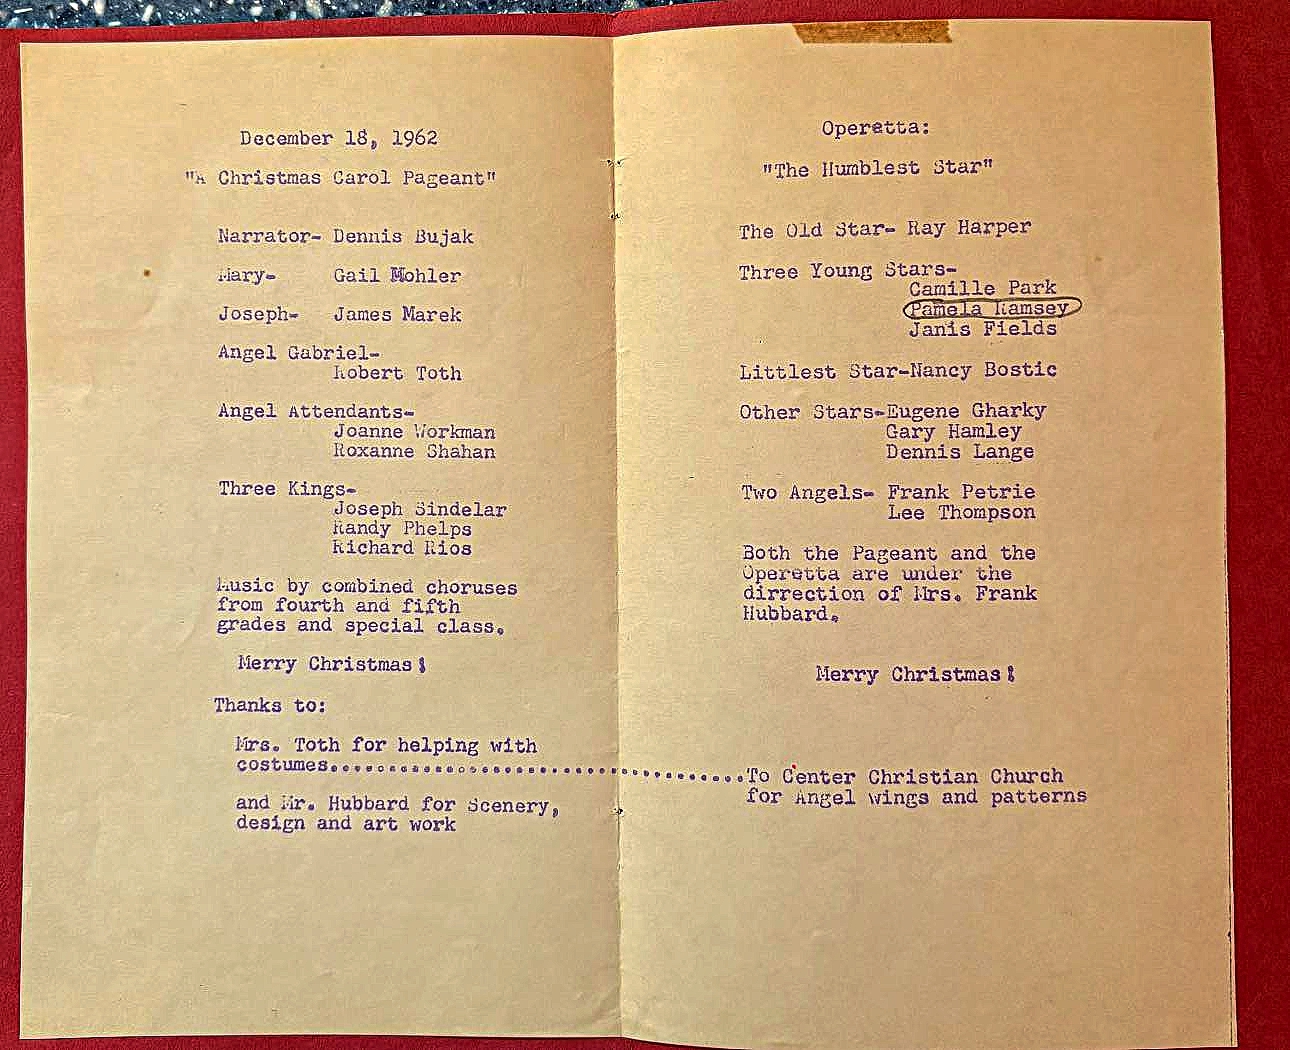 December 18, 1962
"A Christmas Carol Pageant"
Narrator- Dennis Bujak
Mary- Gail Mohler
Joseph- James Marek
Angel Gabriel-
Robert Toth
Angel Attendants-
Joanne Workman
Roxanne Shahan
Three Kings-
Joseph Sindelar
Randy Phelps
Richard Rios
Music by combined choruses
from fourth and fifth
grades and special class.
Merry Christmas!
Thanks to:
Mrs. Toth for helping with
costumes..........................................To Center Christian Church
for Angel wings and patterns
and Mr. Hubbard for Scenery,
design and art work
Operetta:
"The Humblest Star"
The Old Star- Ray Harper
Three Young Stars-
Camille Park
Pamela Ramsey
Janis Fields
Littlest Star-Nancy Bostic
Other Stars-Eugene Gharky
Gary Hamley
Dennis Lange
Two Angels- Frank Petrie
Lee Thompson
Both the Pageant and the
Operetta are under the
dirrection of Mrs. Frank
Hubbard.
Merry Christmas!